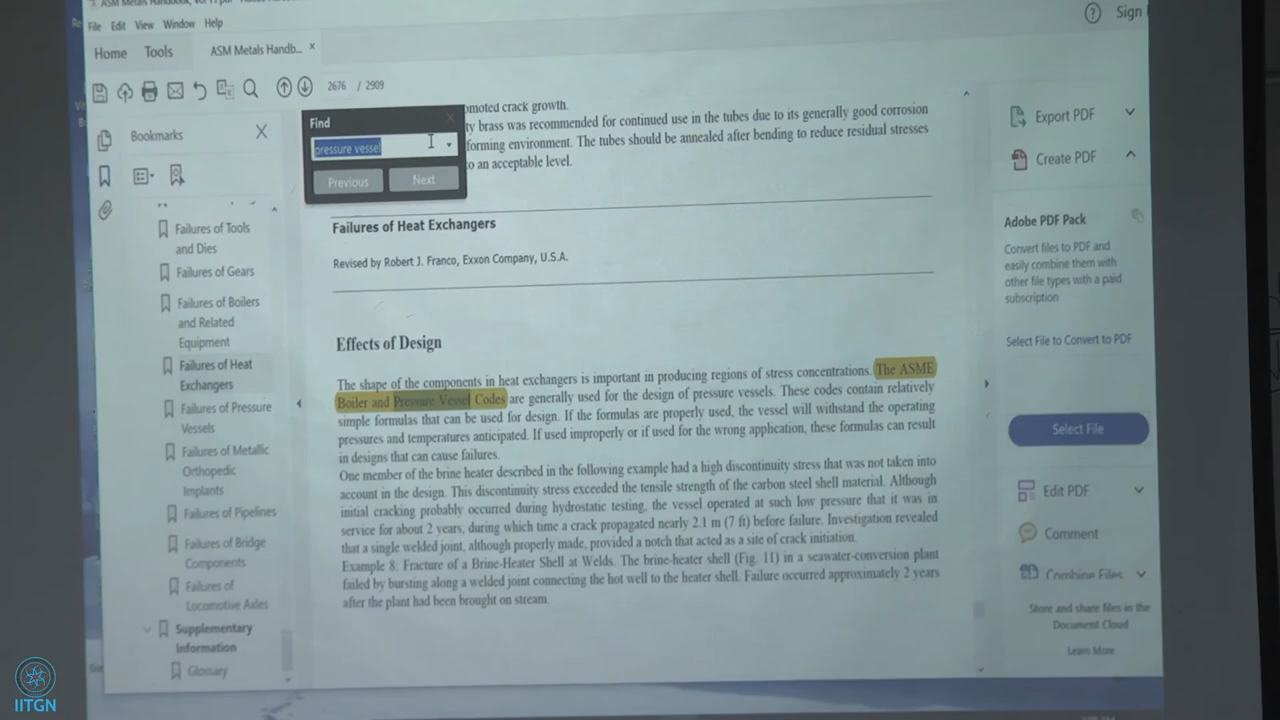 ASM Metals Handbook, Vol 11.pdf - Adobe
File Edit View Window Help
Home Tools ASM Metals Handb... ×
? Sign
2676 / 2909
Bookmarks
Failures of Tools
and Dies
Failures of Gears
Failures of Boilers
and Related
Equipment
Failures of Heat
Exchangers
Failures of Pressure
Vessels
Failures of Metallic
Orthopedic
Implants
Failures of Pipelines
Failures of Bridge
Components
Failures of
Locomotive Axles
Supplementary
Information
Glossary
Find
pressure vessel
Previous Next
omoted crack growth.
ty brass was recommended for continued use in the tubes due to its generally good corrosion
forming environment. The tubes should be annealed after bending to reduce residual stresses
o an acceptable level.
Failures of Heat Exchangers
Revised by Robert J. Franco, Exxon Company, U.S.A.
Effects of Design
The shape of the components in heat exchangers is important in producing regions of stress concentrations. The ASME
Boiler and Pressure Vessel Codes are generally used for the design of pressure vessels. These codes contain relatively
simple formulas that can be used for design. If the formulas are properly used, the vessel will withstand the operating
pressures and temperatures anticipated. If used improperly or if used for the wrong application, these formulas can result
in designs that can cause failures.
One member of the brine heater described in the following example had a high discontinuity stress that was not taken into
account in the design. This discontinuity stress exceeded the tensile strength of the carbon steel shell material. Although
initial cracking probably occurred during hydrostatic testing, the vessel operated at such low pressure that it was in
service for about 2 years, during which time a crack propagated nearly 2.1 m (7 ft) before failure. Investigation revealed
that a single welded joint, although properly made, provided a notch that acted as a site of crack initiation.
Example 8: Fracture of a Brine-Heater Shell at Welds. The brine-heater shell (Fig. 11) in a seawater-conversion plant
failed by bursting along a welded joint connecting the hot well to the heater shell. Failure occurred approximately 2 years
after the plant had been brought on stream.
Export PDF
Create PDF
Adobe PDF Pack
Convert files to PDF and
easily combine them with
other file types with a paid
subscription
Select File to Convert to PDF
Select File
Edit PDF
Comment
Combine Files
Store and share files in the
Document Cloud
Learn More
IITGN